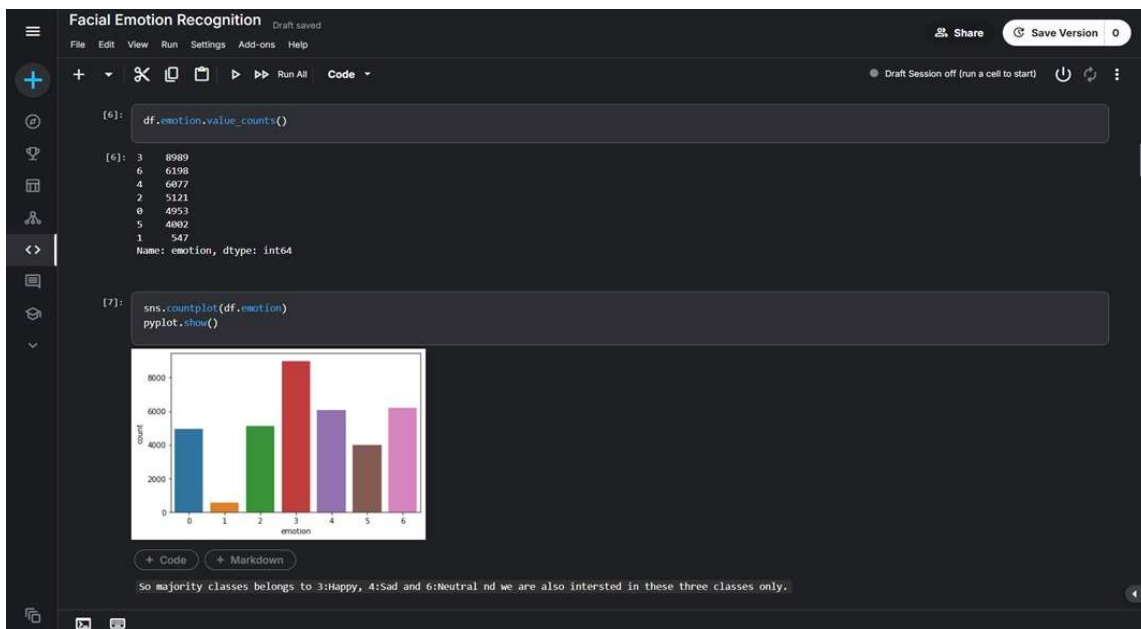 Facial Emotion Recognition Draft saved
File Edit View Run Settings Add-ons Help
Share
Save Version 0
Run All Code
Draft Session off (run a cell to start)
[6]:
df.emotion.value_counts()
[6]: 3 8989
6 6198
4 6077
2 5121
0 4953
5 4002
1 547
Name: emotion, dtype: int64
[7]:
sns.countplot(df.emotion)
pyplot.show()
8000
6000
4000
2000
0
count
0 1 2 3 4 5 6
emotion
+ Code + Markdown
So majority classes belongs to 3:Happy, 4:Sad and 6:Neutral nd we are also intersted in these three classes only.